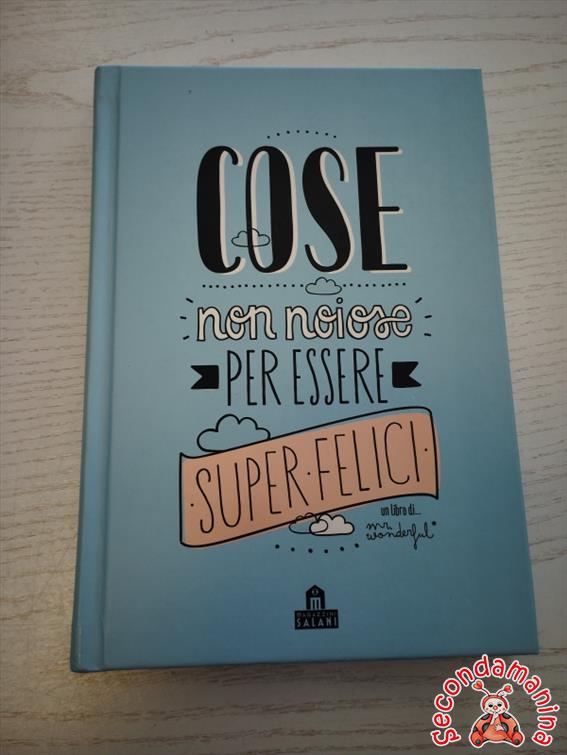 COSE
non noiose
PER ESSERE
·SUPER·FELICI·
un libro di...
mr. wonderful*
M
MAGAZZINI
SALANI
Secondamanina